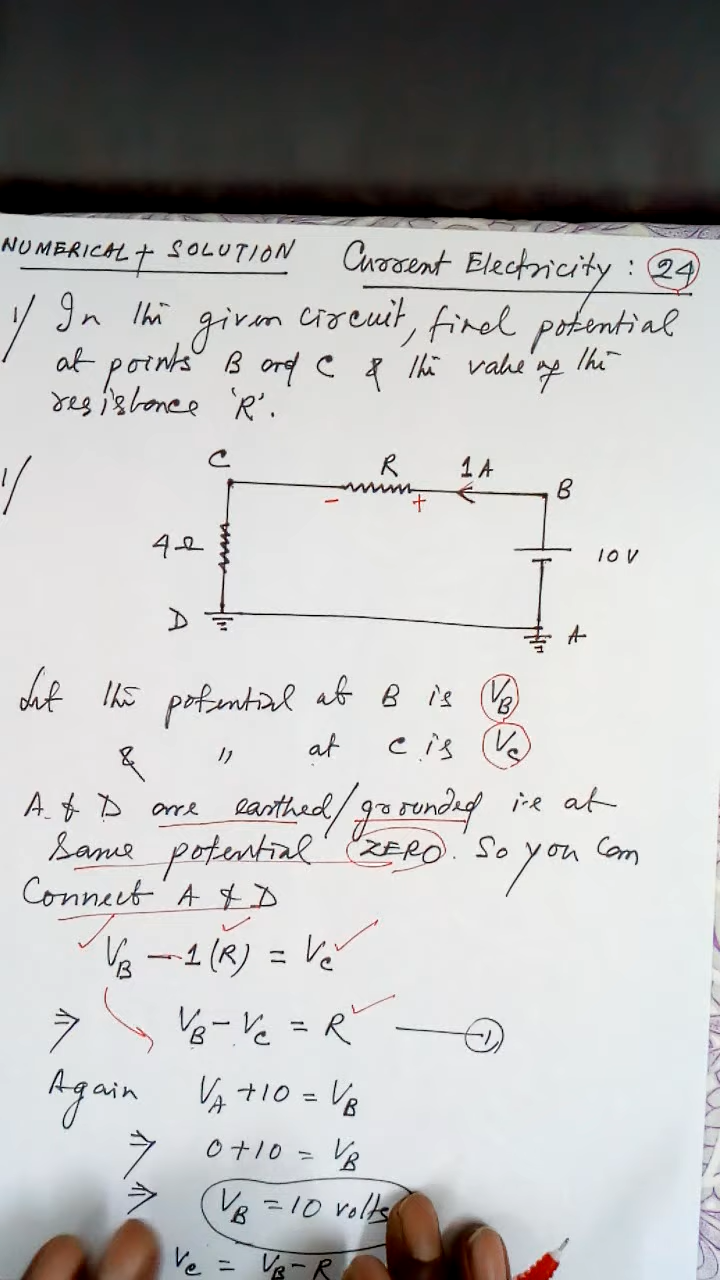 NUMERICAL + SOLUTION Current Electricity : 24
1/ In the given circuit, find potential
at points B and C & the value of the
resistance 'R'.
1/
C R 1 A B
- +
4Ω 10 V
D A
Let the potential at B is VB
& " at C is Vc
A & D are earthed/grounded i.e at
Same potential ZERO. So you can
Connect A & D
VB - 1(R) = Vc
⇒ VB - Vc = R —— 1
Again VA + 10 = VB
⇒ 0 + 10 = VB
⇒ VB = 10 volts
Vc = VB - R